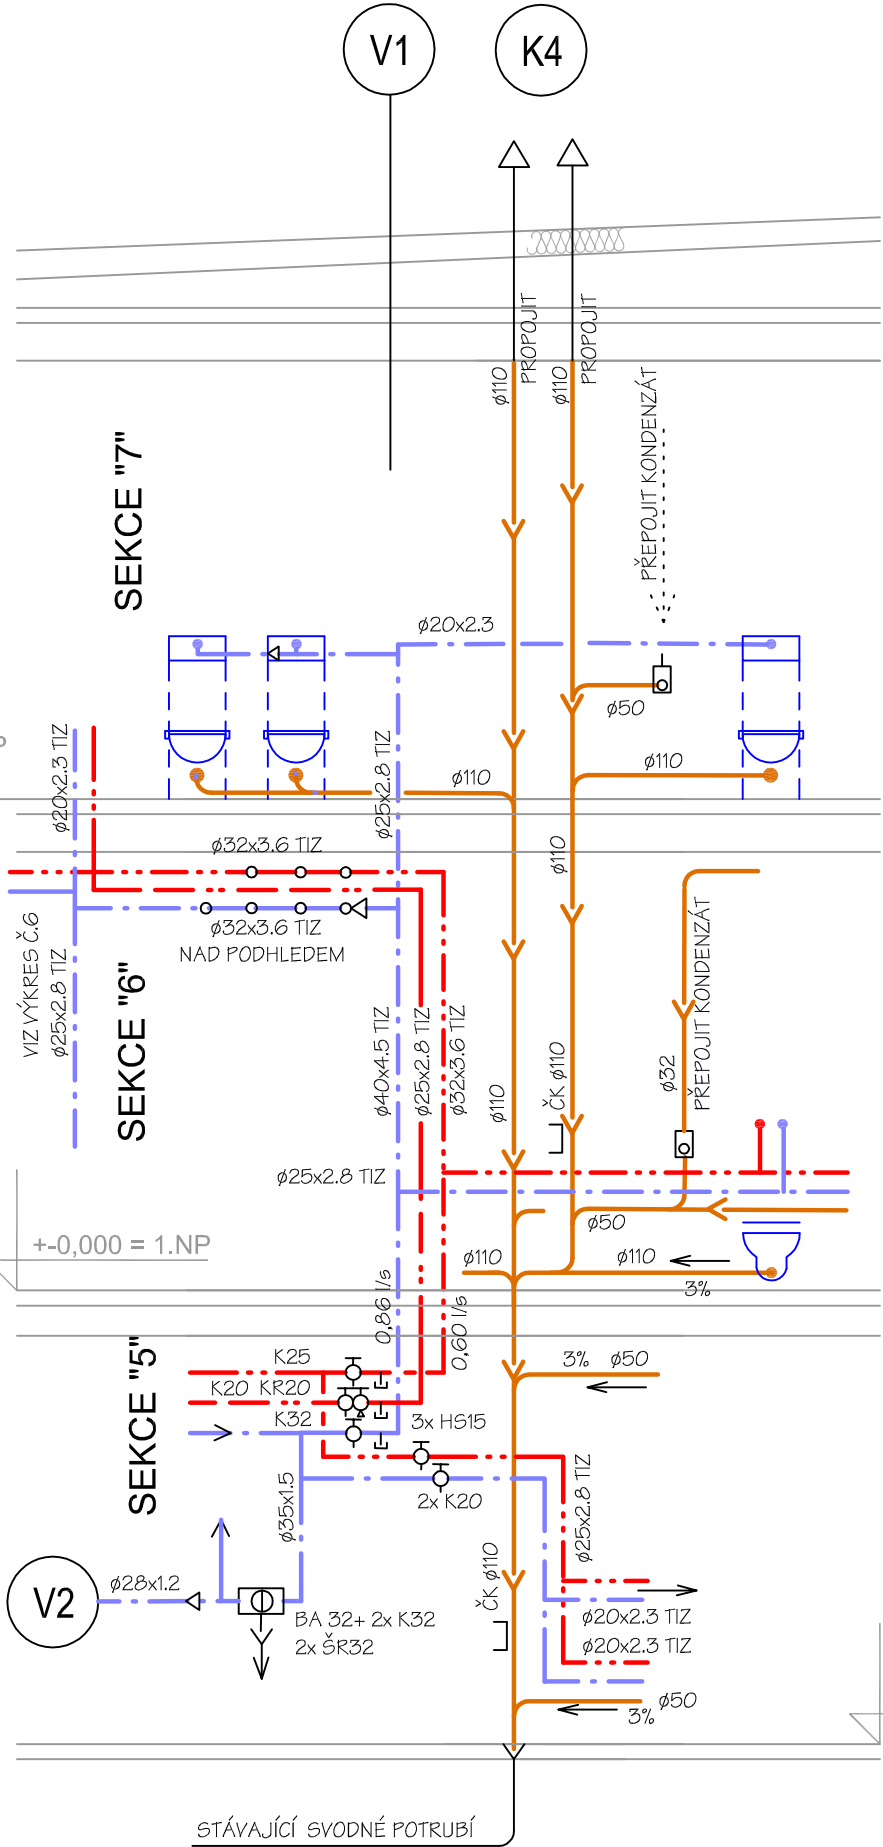 V1
K4
PROPOJIT
PROPOJIT
ø110
ø110
PŘEPOJIT KONDENZÁT
SEKCE "7"
ø20x2.3
ø50
ø20x2.3 TIZ
ø25x2.8 TIZ
ø110
ø110
ø32x3.6 TIZ
ø110
ø32x3.6 TIZ
NAD PODHLEDEM
VIZ VÝKRES Č.6
ø25x2.8 TIZ
SEKCE "6"
PŘEPOJIT KONDENZÁT
ø40x4.5 TIZ
ø25x2.8 TIZ
ø32x3.6 TIZ
ø110
ČK ø110
ø32
ø25x2.8 TIZ
ø50
+-0,000 = 1.NP
ø110
ø110
3%
0,86 l/s
0,60 l/s
SEKCE "5"
K25
K20 KR20
K32
3% ø50
3x HS15
2x K20
ø35x1.5
ø25x2.8 TIZ
ČK ø110
V2
ø28x1.2
BA 32+ 2x K32
2x ŠR32
ø20x2.3 TIZ
ø20x2.3 TIZ
3% ø50
STÁVAJÍCÍ SVODNÉ POTRUBÍ